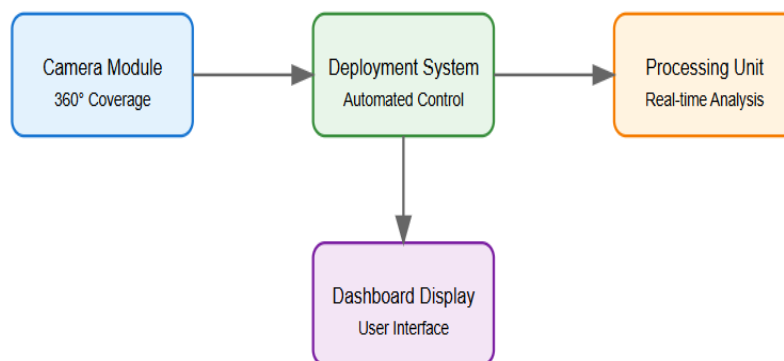 Camera Module
360° Coverage
Deployment System
Automated Control
Processing Unit
Real-time Analysis
Dashboard Display
User Interface